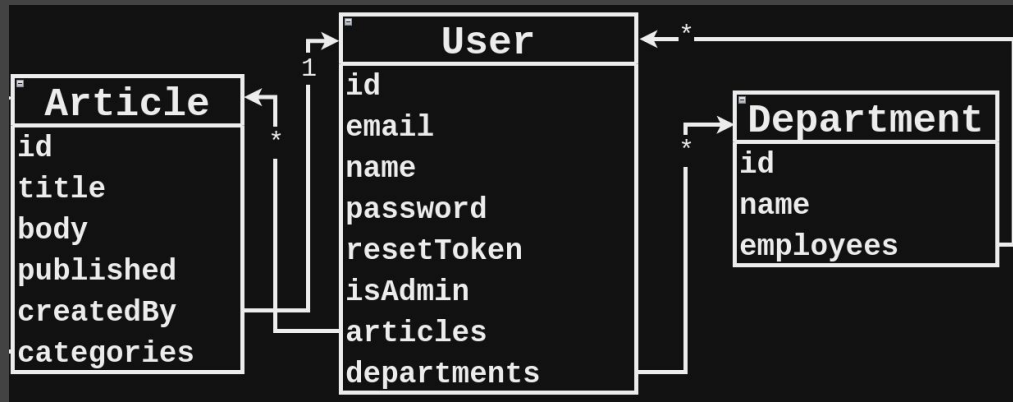 Article
id
title
body
published
createdBy
categories
*
1
User
id
email
name
password
resetToken
isAdmin
articles
departments
*
*
Department
id
name
employees